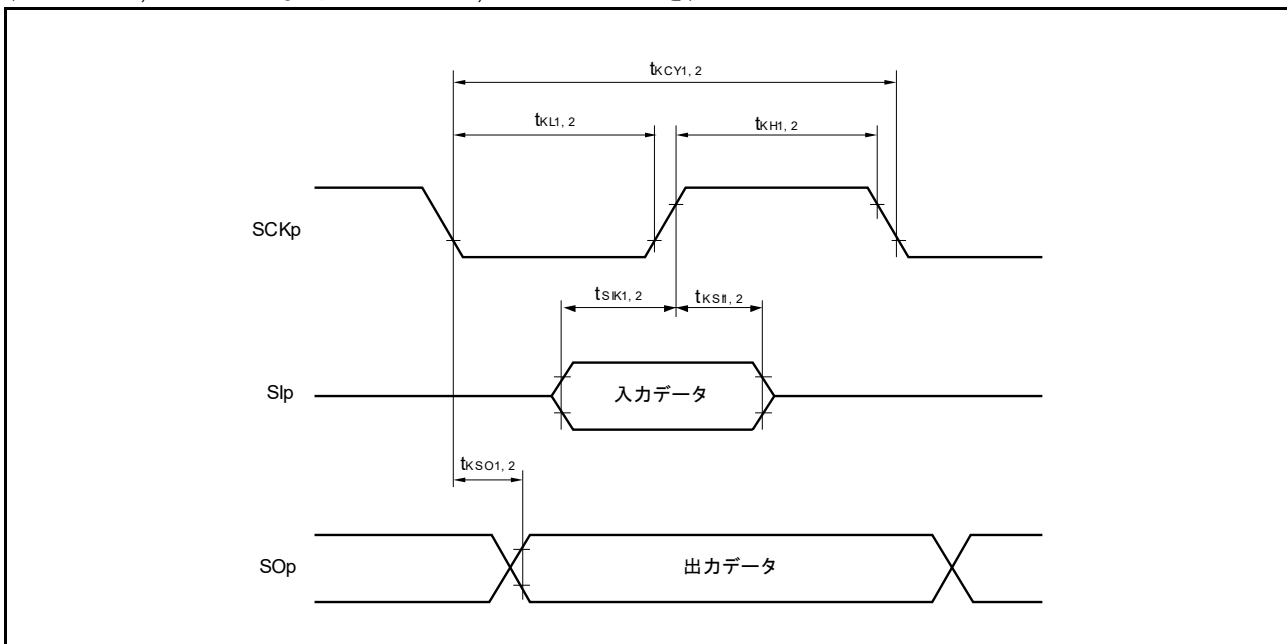 tKCY1, 2
tKL1, 2
tKH1, 2
SCKp
tSIK1, 2
tKSI1, 2
SIp
入力データ
tKSO1, 2
SOp
出力データ